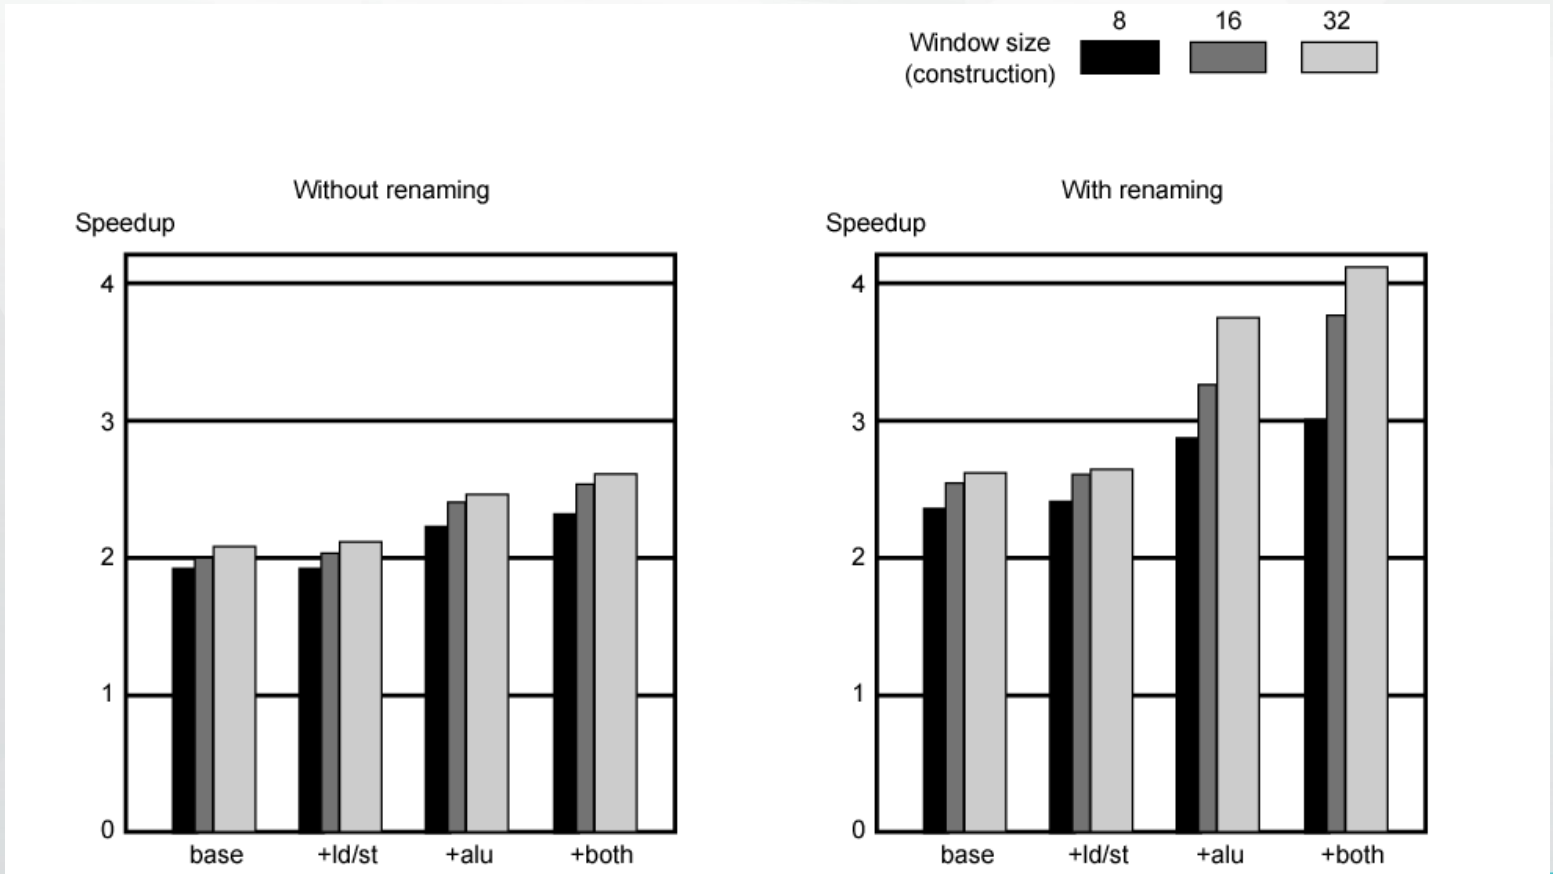 8 16 32
Window size
(construction)
Without renaming
Speedup
4
3
2
1
0
base +ld/st +alu +both
With renaming
Speedup
4
3
2
1
0
base +ld/st +alu +both